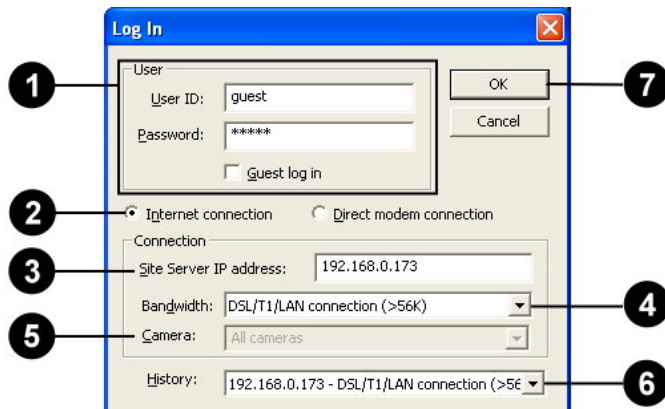 Log In
1
User
User ID: guest
OK
7
Password: *****
Cancel
Guest log in
2
Internet connection Direct modem connection
Connection
3
Site Server IP address: 192.168.0.173
Bandwidth: DSL/T1/LAN connection (>56K)
4
5
Camera: All cameras
History: 192.168.0.173 - DSL/T1/LAN connection (>56
6